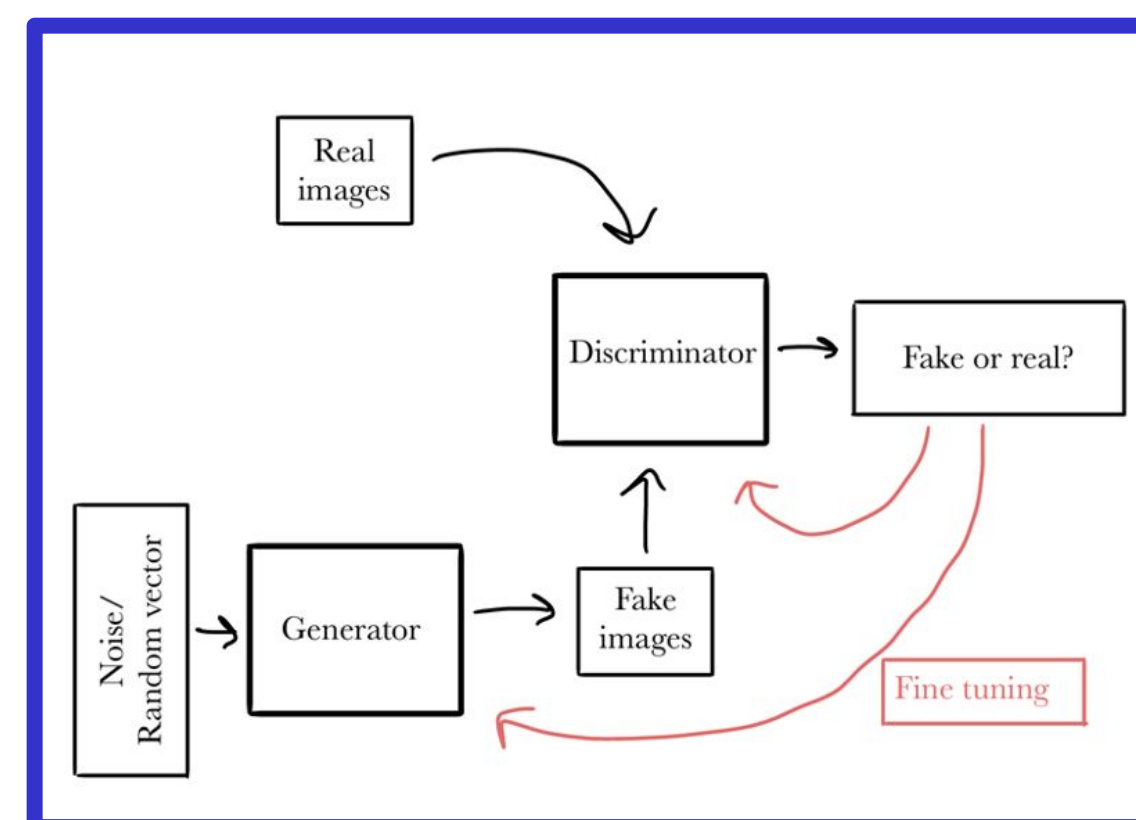 Real
images
Discriminator
Fake or real?
Noise/
Random vector
Generator
Fake
images
Fine tuning